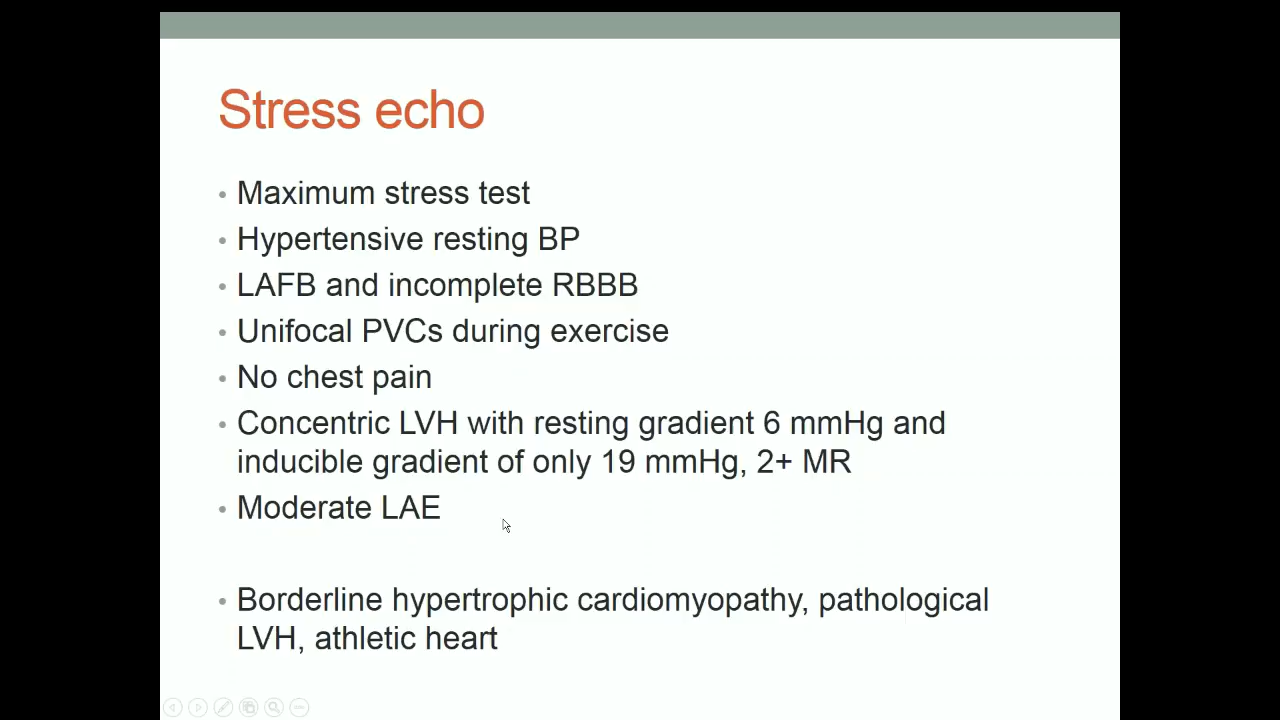 Stress echo
• Maximum stress test
• Hypertensive resting BP
• LAFB and incomplete RBBB
• Unifocal PVCs during exercise
• No chest pain
• Concentric LVH with resting gradient 6 mmHg and
inducible gradient of only 19 mmHg, 2+ MR
• Moderate LAE
• Borderline hypertrophic cardiomyopathy, pathological
LVH, athletic heart